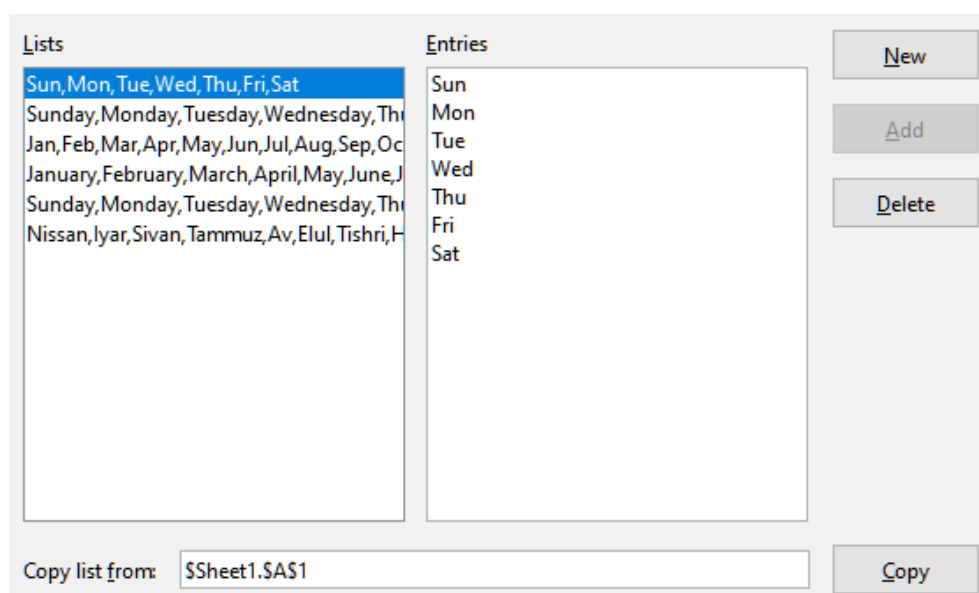 Lists
Sun,Mon,Tue,Wed,Thu,Fri,Sat
Sunday,Monday,Tuesday,Wednesday,Thu
Jan,Feb,Mar,Apr,May,Jun,Jul,Aug,Sep,Oc
January,February,March,April,May,June,J
Sunday,Monday,Tuesday,Wednesday,Thu
Nissan,Iyar,Sivan,Tammuz,Av,Elul,Tishri,H
Entries
Sun
Mon
Tue
Wed
Thu
Fri
Sat
New
Add
Delete
Copy list from: $Sheet1.$A$1
Copy